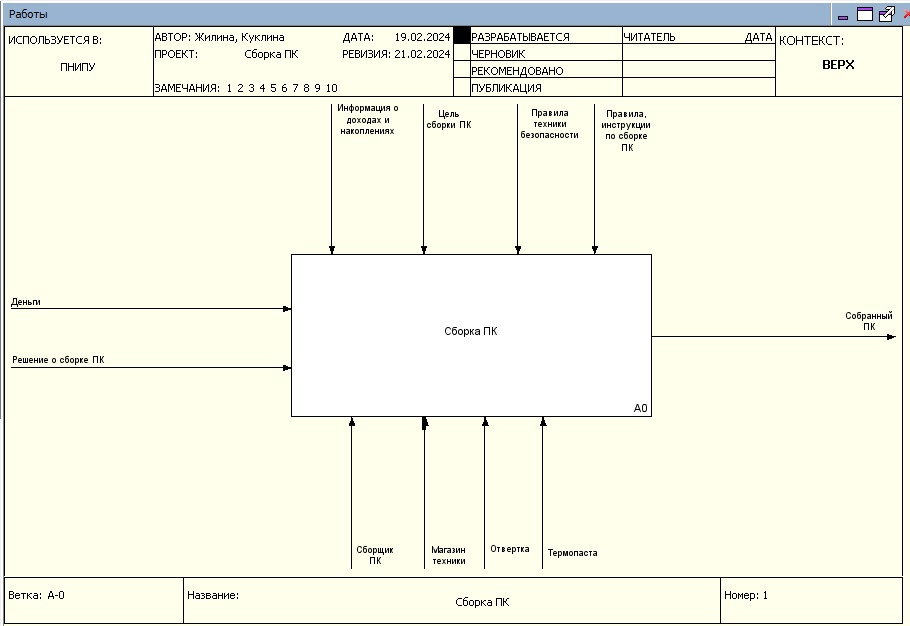 Работы
ИСПОЛЬЗУЕТСЯ В:
ПНИПУ
АВТОР: Жилина, Куклина
ДАТА: 19.02.2024
ПРОЕКТ: Сборка ПК
РЕВИЗИЯ: 21.02.2024
ЗАМЕЧАНИЯ: 1 2 3 4 5 6 7 8 9 10
РАЗРАБАТЫВАЕТСЯ
ЧЕРНОВИК
РЕКОМЕНДОВАНО
ПУБЛИКАЦИЯ
ЧИТАТЕЛЬ
ДАТА
КОНТЕКСТ:
ВЕРХ
Информация о
доходах и
накоплениях
Цель
сборки ПК
Правила
техники
безопасности
Правила,
инструкции
по сборке
ПК
Деньги
Решение о сборке ПК
Сборка ПК
A0
Собранный
ПК
Сборщик
ПК
Магазин
техники
Отвертка
Термопаста
Ветка: A-0
Название:
Сборка ПК
Номер: 1